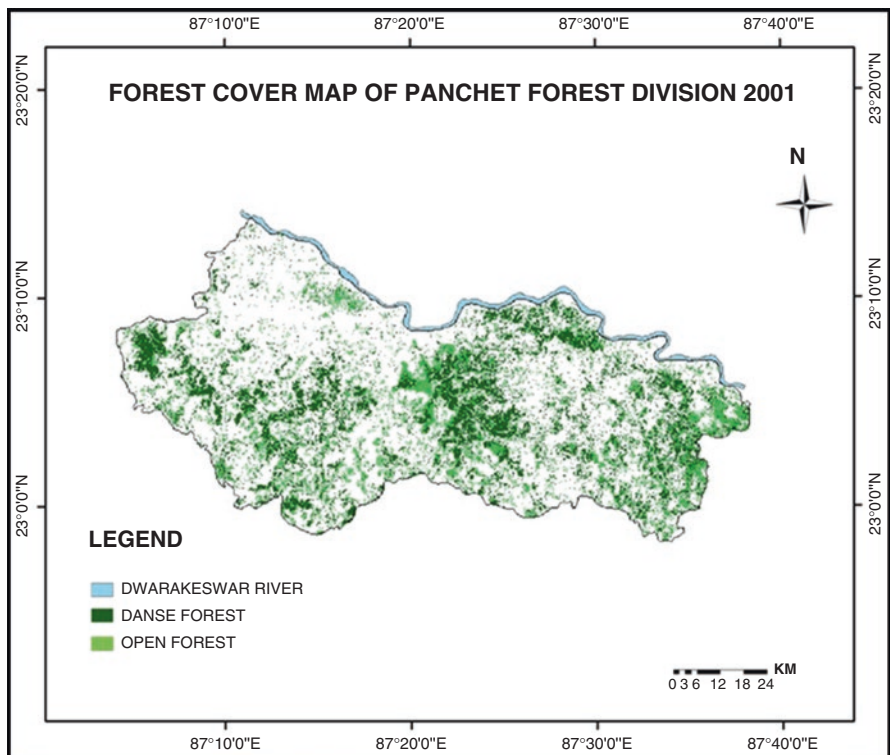 87°10'0"E 87°20'0"E 87°30'0"E 87°40'0"E
FOREST COVER MAP OF PANCHET FOREST DIVISION 2001
23°20'0"N 23°20'0"N
N
23°10'0"N 23°10'0"N
23°0'0"N 23°0'0"N
LEGEND
DWARAKESWAR RIVER
DANSE FOREST
OPEN FOREST
KM
0 3 6 12 18 24
87°10'0"E 87°20'0"E 87°30'0"E 87°40'0"E